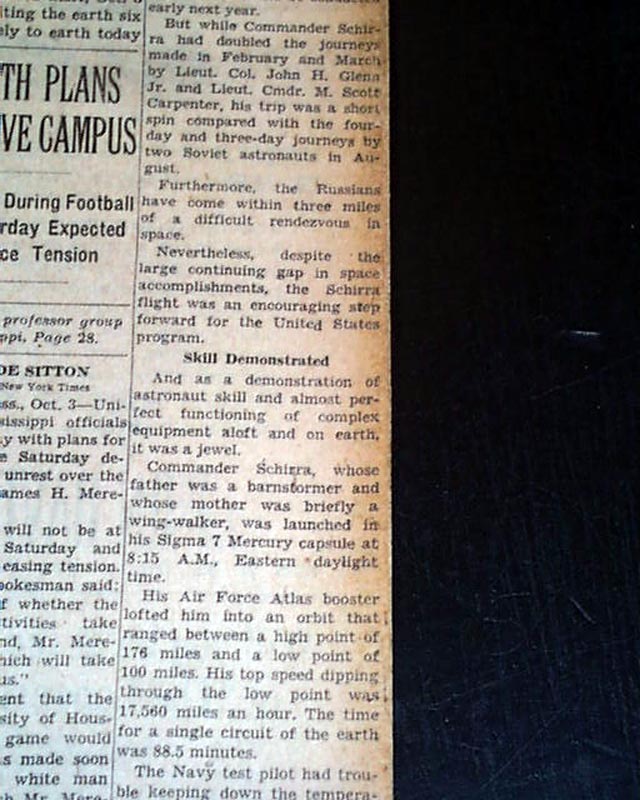 iting the earth six
ely to earth today
TH PLANS
VE CAMPUS
During Football
rday Expected
ce Tension
professor group
ppi, Page 28.
DE SITTON
New York Times
ss., Oct. 3—Uni-
sissippi officials
y with plans for
e Saturday de-
unrest over the
ames H. Mere-
will not be at
Saturday and
easing tension.
ookesman said:
f whether the
tivities take
nd, Mr. Mere-
hich will take
us."
ent that the
sity of Hous-
game would
s made soon
white man
h Mr. Mere-
early next year.
But while Commander Schir-
ra had doubled the journeys
made in February and March
by Lieut. Col. John H. Glenn
Jr. and Lieut. Cmdr. M. Scott
Carpenter, his trip was a short
spin compared with the four-
day and three-day journeys by
two Soviet astronauts in Au-
gust.
Furthermore, the Russians
have come within three miles
of a difficult rendezvous in
space.
Nevertheless, despite the
large continuing gap in space
accomplishments, the Schirra
flight was an encouraging step
forward for the United States
program.
Skill Demonstrated
And as a demonstration of
astronaut skill and almost per-
fect functioning of complex
equipment aloft and on earth,
it was a jewel.
Commander Schirra, whose
father was a barnstormer and
whose mother was briefly a
wing-walker, was launched in
his Sigma 7 Mercury capsule at
8:15 A.M., Eastern daylight
time.
His Air Force Atlas booster
lofted him into an orbit that
ranged between a high point of
176 miles and a low point of
100 miles. His top speed dipping
through the low point was
17,560 miles an hour. The time
for a single circuit of the earth
was 88.5 minutes.
The Navy test pilot had trou-
ble keeping down the tempera-